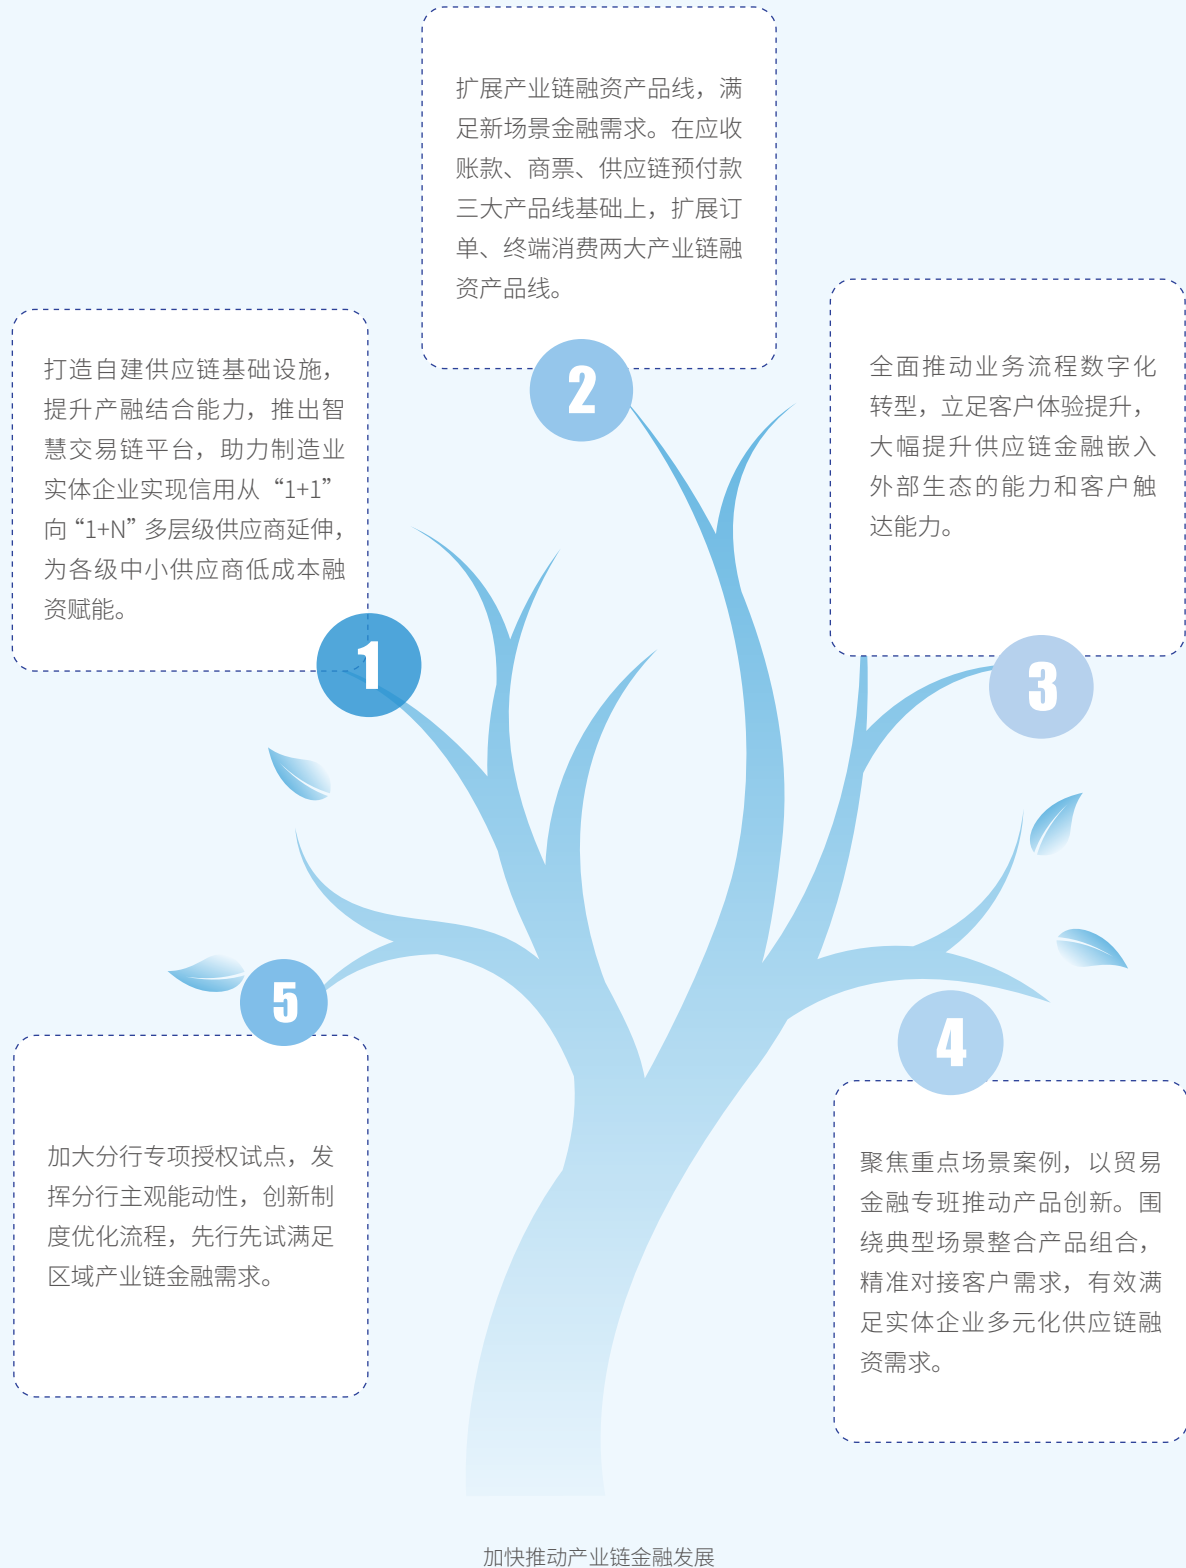 扩展产业链融资产品线，满
足新场景金融需求。在应收
账款、商票、供应链预付款
三大产品线基础上，扩展订
单、终端消费两大产业链融
资产品线。
2
打造自建供应链基础设施，
提升产融结合能力，推出智
慧交易链平台，助力制造业
实体企业实现信用从“1+1”
向“1+N”多层级供应商延伸，
为各级中小供应商低成本融
资赋能。
1
全面推动业务流程数字化
转型，立足客户体验提升，
大幅提升供应链金融嵌入
外部生态的能力和客户触
达能力。
3
5
加大分行专项授权试点，发
挥分行主观能动性，创新制
度优化流程，先行先试满足
区域产业链金融需求。
4
聚焦重点场景案例，以贸易
金融专班推动产品创新。围
绕典型场景整合产品组合，
精准对接客户需求，有效满
足实体企业多元化供应链融
资需求。
加快推动产业链金融发展